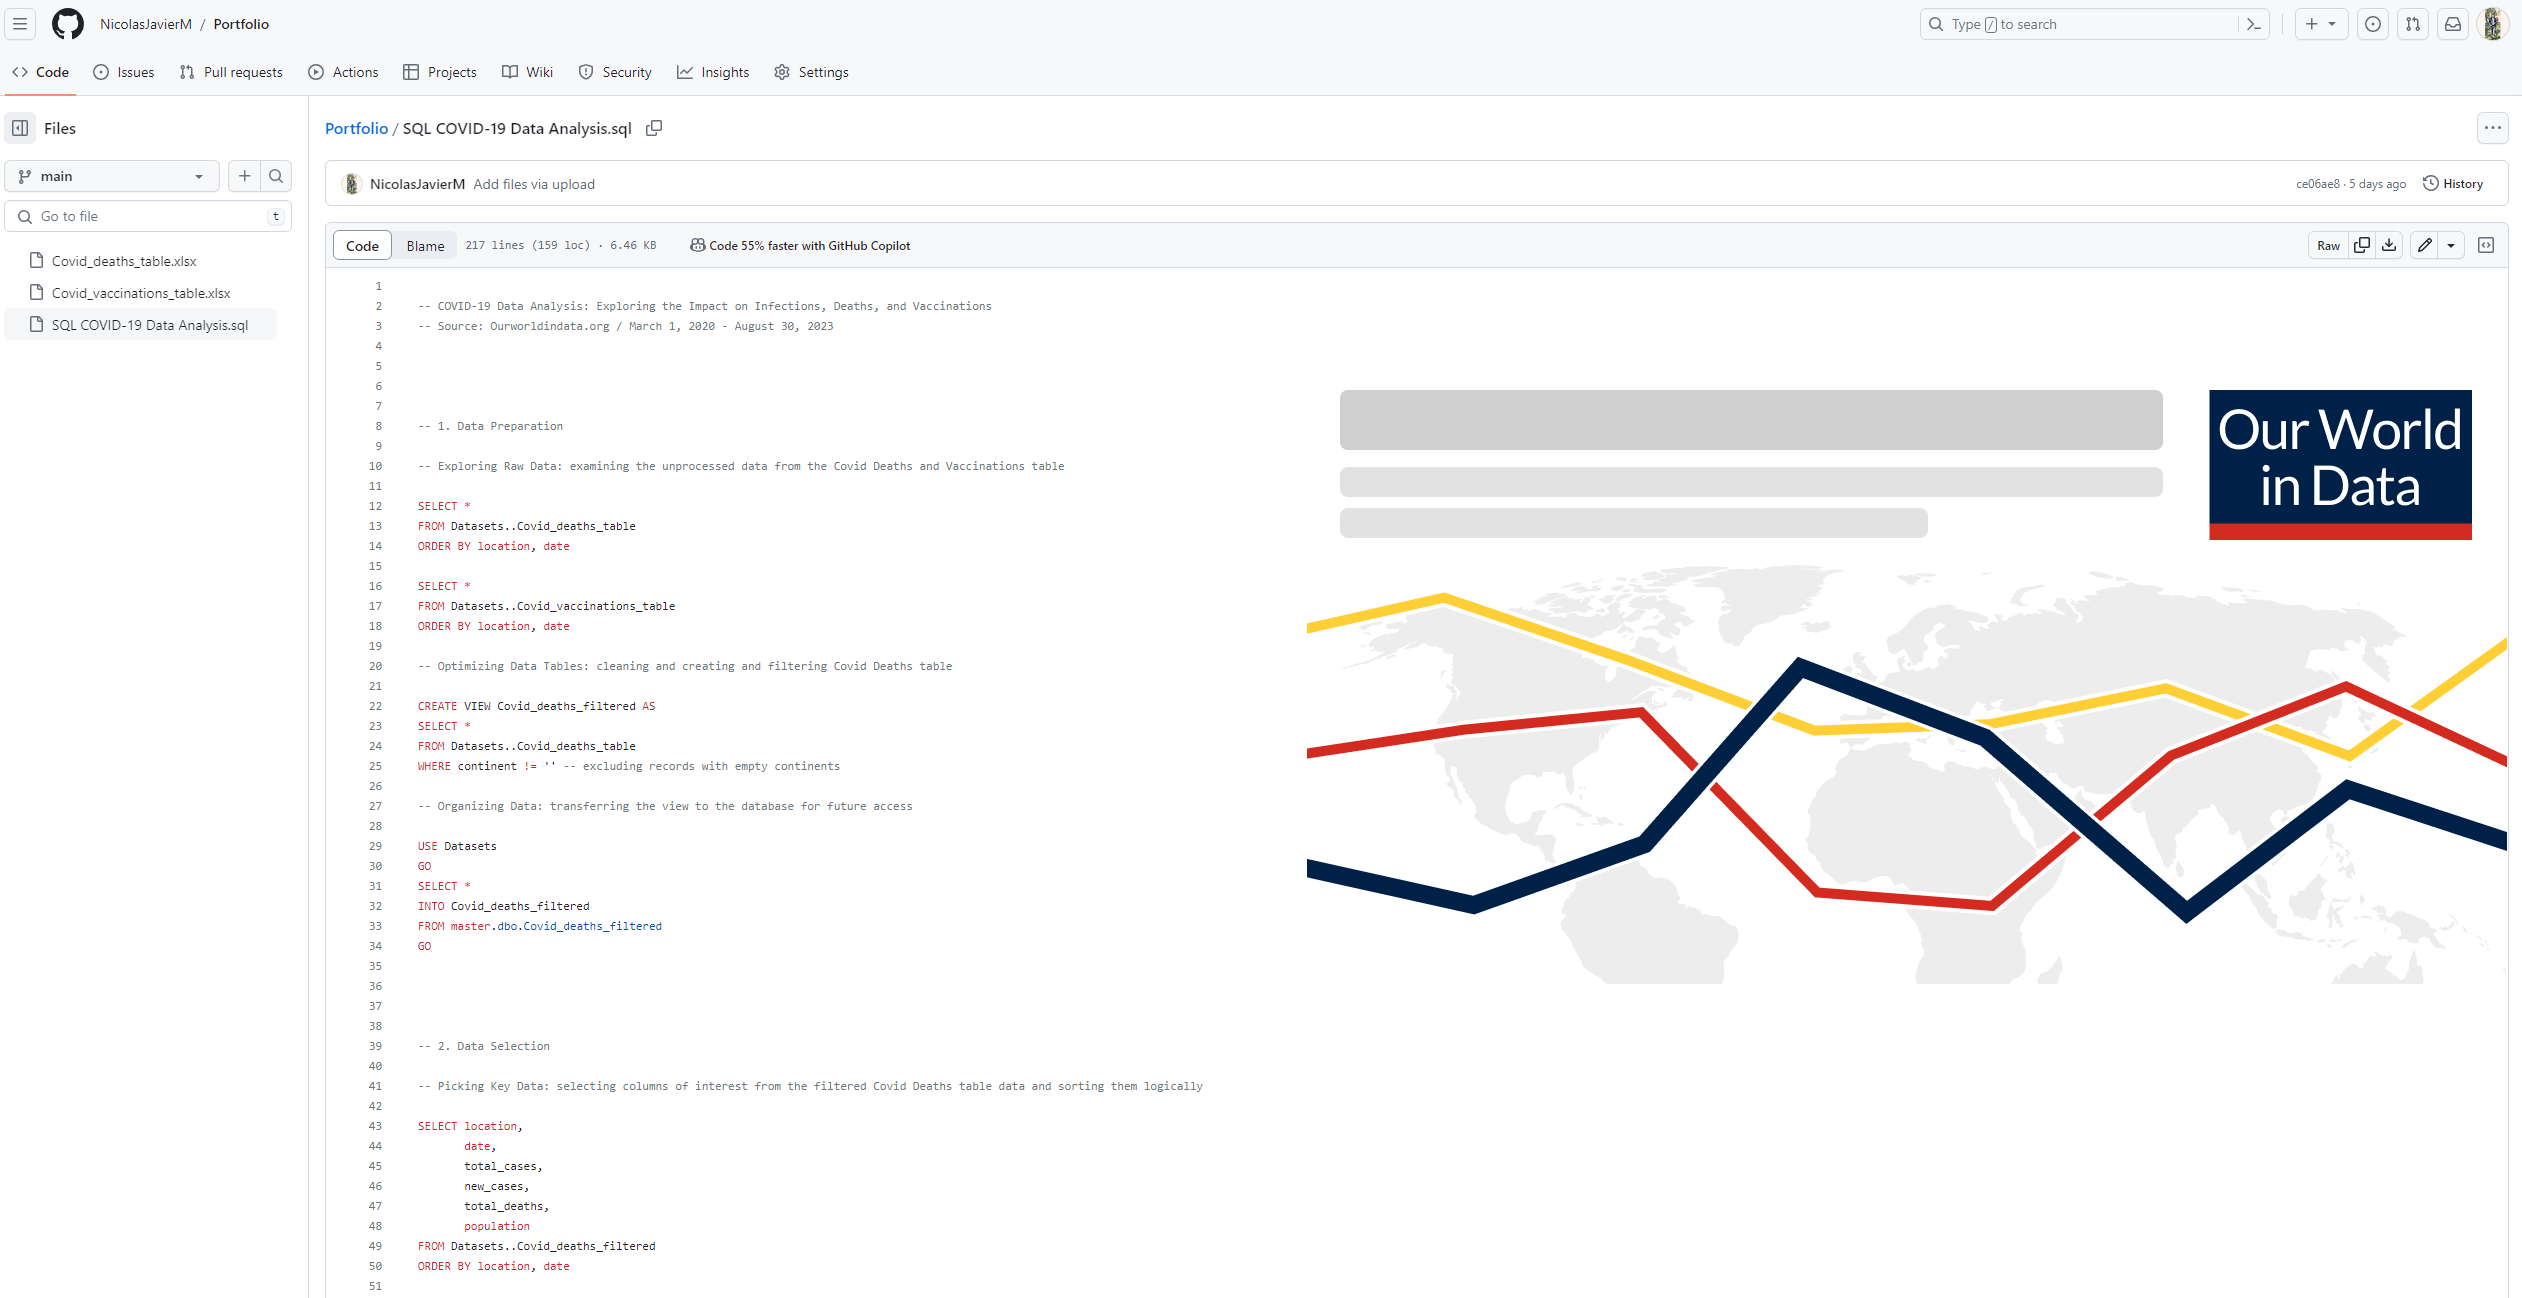 NicolasJavierM / Portfolio
Type / to search
Code Issues Pull requests Actions Projects Wiki Security Insights Settings
Files
main
Go to file t
Covid_deaths_table.xlsx
Covid_vaccinations_table.xlsx
SQL COVID-19 Data Analysis.sql
Portfolio / SQL COVID-19 Data Analysis.sql
NicolasJavierM Add files via upload
ce06ae8 · 5 days ago History
Code Blame 217 lines (159 loc) · 6.46 KB Code 55% faster with GitHub Copilot Raw
1
2 -- COVID-19 Data Analysis: Exploring the Impact on Infections, Deaths, and Vaccinations
3 -- Source: Ourworldindata.org / March 1, 2020 - August 30, 2023
4
5
6
7
8 -- 1. Data Preparation
9
10 -- Exploring Raw Data: examining the unprocessed data from the Covid Deaths and Vaccinations table
11
12 SELECT *
13 FROM Datasets..Covid_deaths_table
14 ORDER BY location, date
15
16 SELECT *
17 FROM Datasets..Covid_vaccinations_table
18 ORDER BY location, date
19
20 -- Optimizing Data Tables: cleaning and creating and filtering Covid Deaths table
21
22 CREATE VIEW Covid_deaths_filtered AS
23 SELECT *
24 FROM Datasets..Covid_deaths_table
25 WHERE continent != '' -- excluding records with empty continents
26
27 -- Organizing Data: transferring the view to the database for future access
28
29 USE Datasets
30 GO
31 SELECT *
32 INTO Covid_deaths_filtered
33 FROM master.dbo.Covid_deaths_filtered
34 GO
35
36
37
38
39 -- 2. Data Selection
40
41 -- Picking Key Data: selecting columns of interest from the filtered Covid Deaths table data and sorting them logically
42
43 SELECT location,
44 date,
45 total_cases,
46 new_cases,
47 total_deaths,
48 population
49 FROM Datasets..Covid_deaths_filtered
50 ORDER BY location, date
51
Our World
in Data